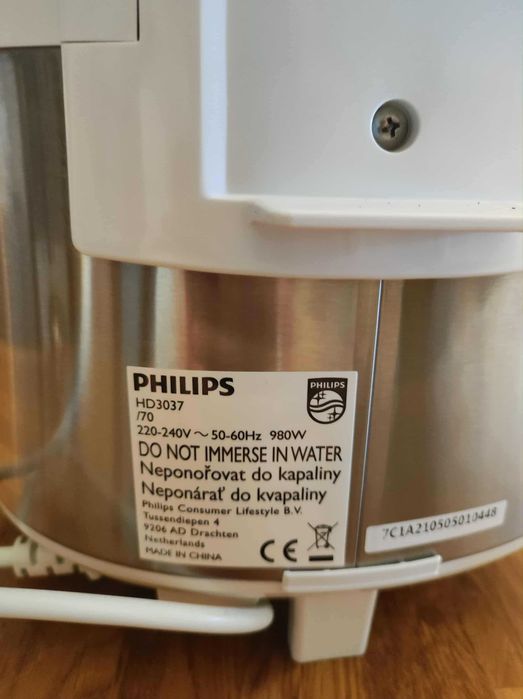 PHILIPS
PHILIPS
HD3037
/70
220-240V ~ 50-60Hz 980W
DO NOT IMMERSE IN WATER
Neponořovat do kapaliny
Neponárať do kvapaliny
Philips Consumer Lifestyle B.V.
Tussendiepen 4
9206 AD Drachten
Netherlands
MADE IN CHINA
CE
7C1A210505010448